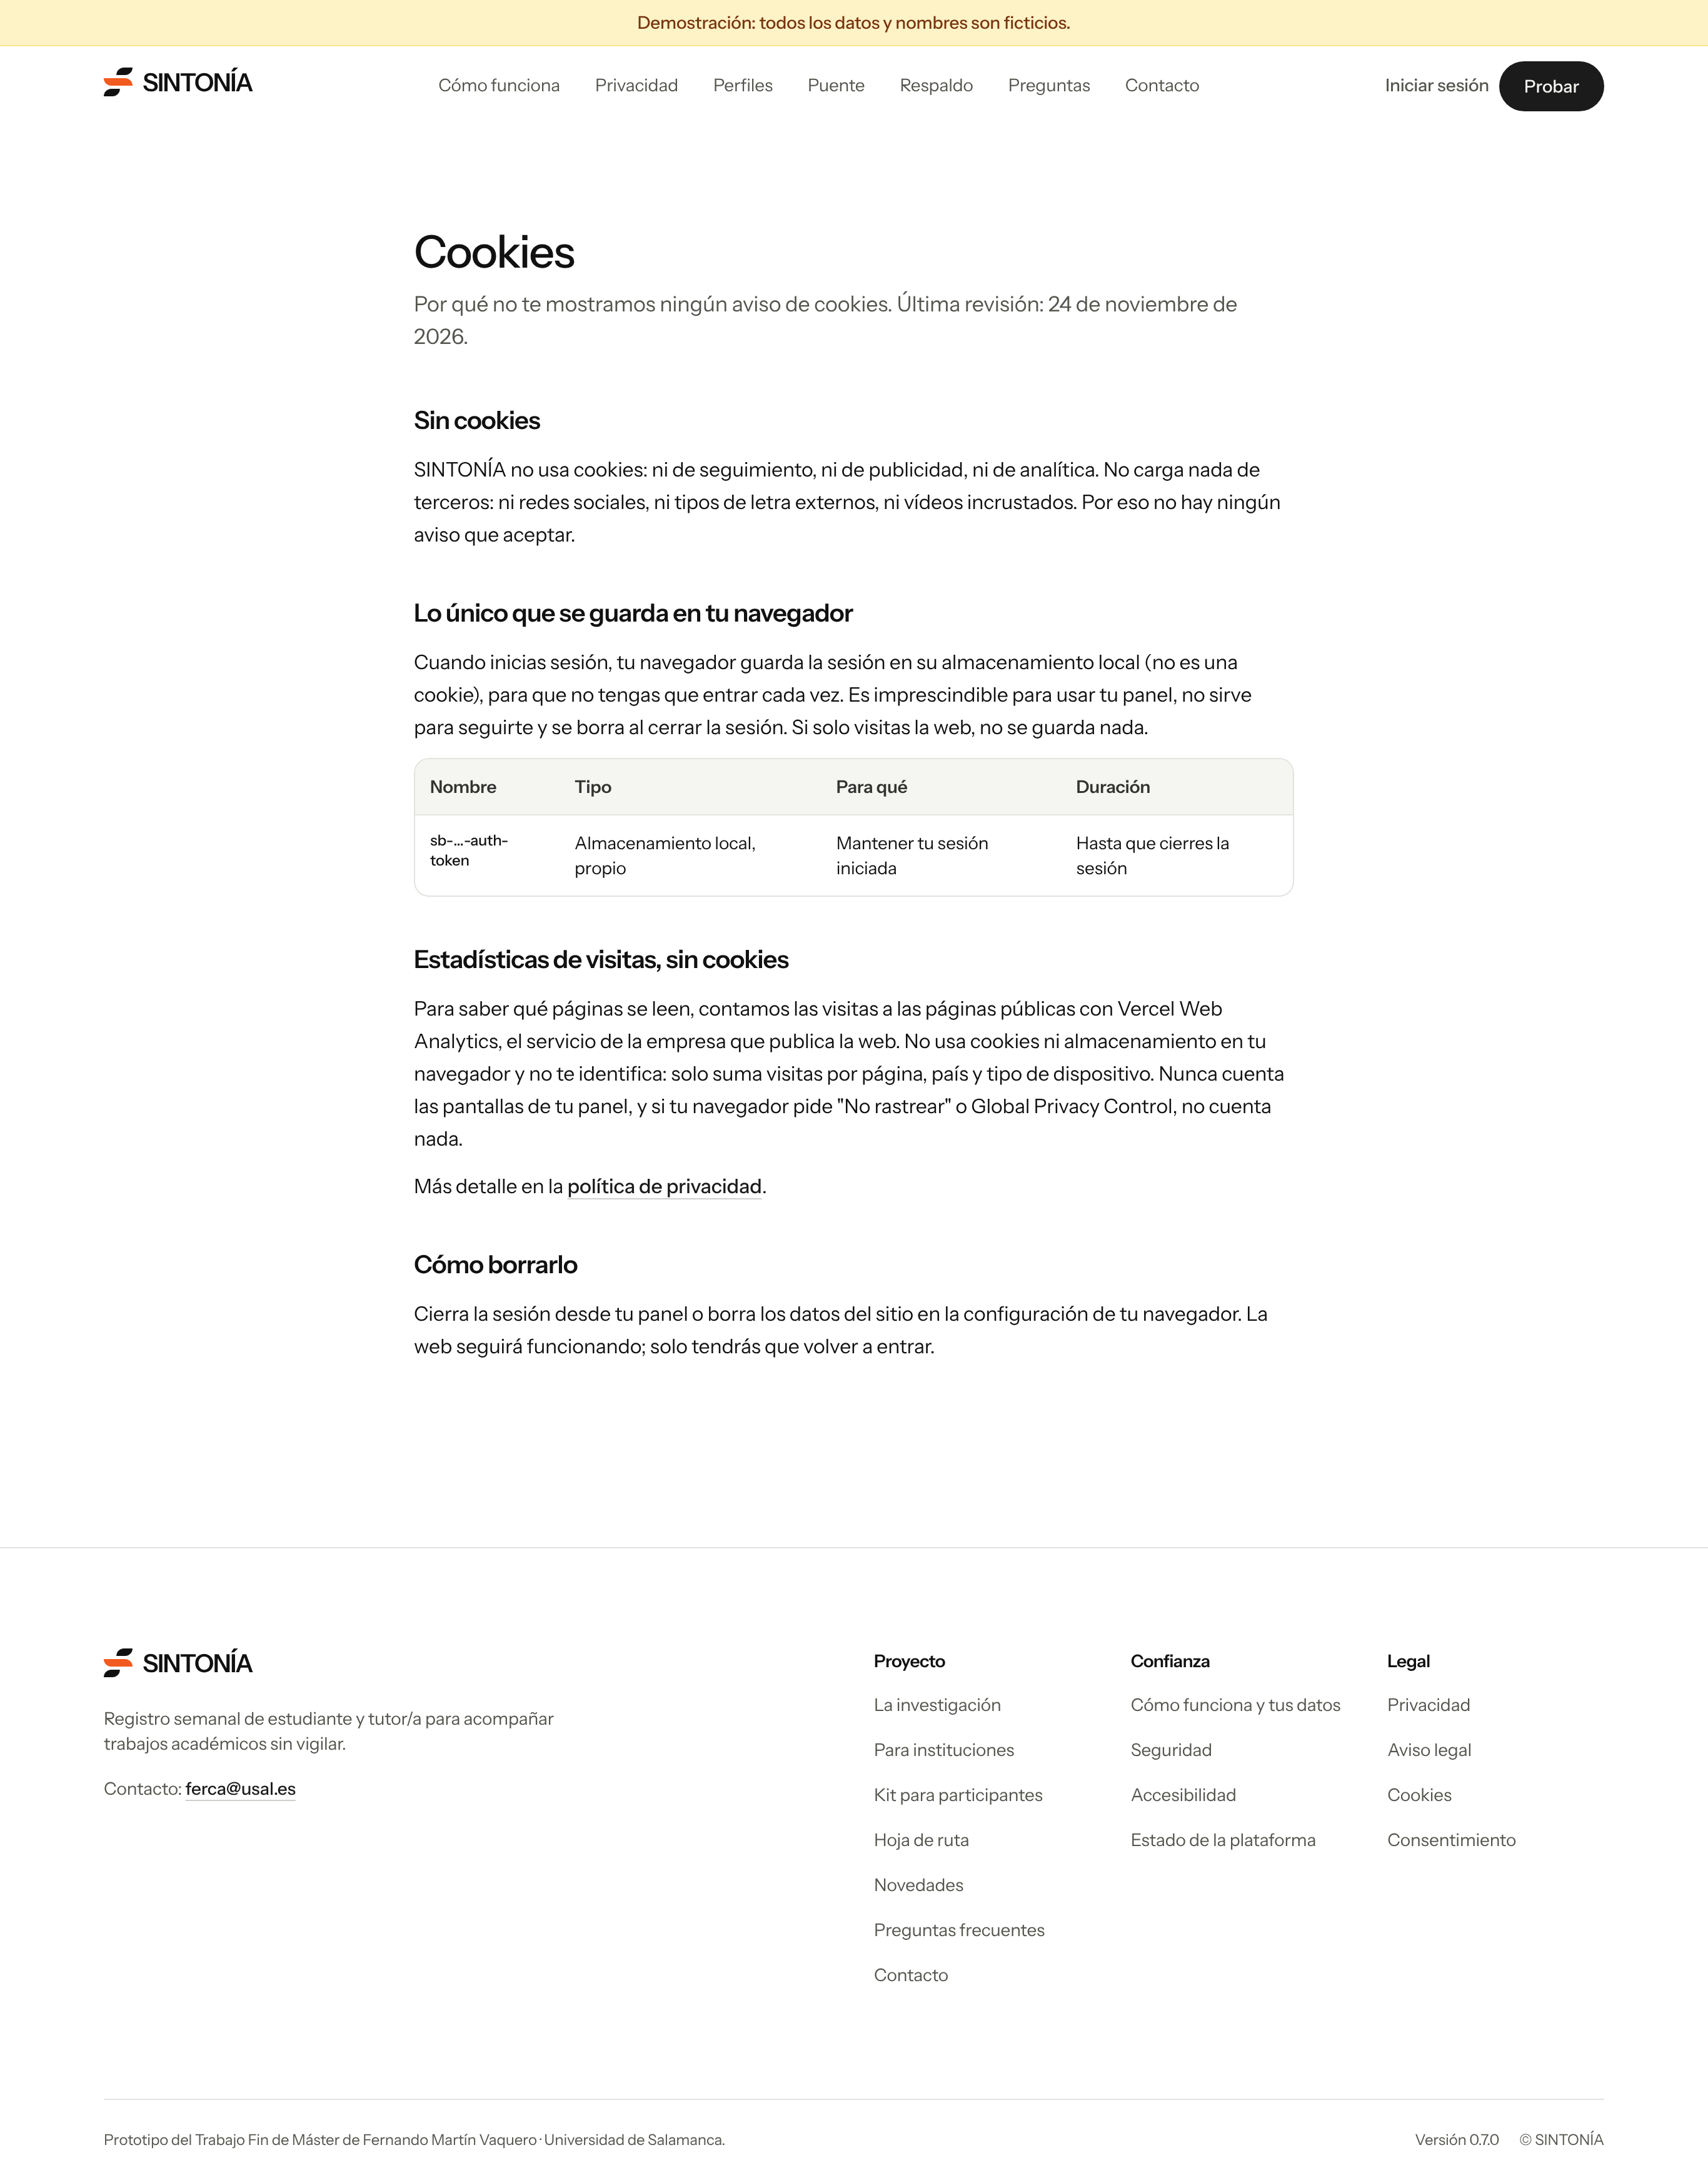 Demostración: todos los datos y nombres son ficticios.
SINTONÍA
Cómo funciona
Privacidad
Perfiles
Puente
Respaldo
Preguntas
Contacto
Iniciar sesión
Probar
Cookies
Por qué no te mostramos ningún aviso de cookies. Última revisión: 24 de noviembre de
2026.
Sin cookies
SINTONÍA no usa cookies: ni de seguimiento, ni de publicidad, ni de analítica. No carga nada de
terceros: ni redes sociales, ni tipos de letra externos, ni vídeos incrustados. Por eso no hay ningún
aviso que aceptar.
Lo único que se guarda en tu navegador
Cuando inicias sesión, tu navegador guarda la sesión en su almacenamiento local (no es una
cookie), para que no tengas que entrar cada vez. Es imprescindible para usar tu panel, no sirve
para seguirte y se borra al cerrar la sesión. Si solo visitas la web, no se guarda nada.
Nombre
Tipo
Para qué
Duración
sb-...-auth-
token
Almacenamiento local,
propio
Mantener tu sesión
iniciada
Hasta que cierres la
sesión
Estadísticas de visitas, sin cookies
Para saber qué páginas se leen, contamos las visitas a las páginas públicas con Vercel Web
Analytics, el servicio de la empresa que publica la web. No usa cookies ni almacenamiento en tu
navegador y no te identifica: solo suma visitas por página, país y tipo de dispositivo. Nunca cuenta
las pantallas de tu panel, y si tu navegador pide "No rastrear" o Global Privacy Control, no cuenta
nada.
Más detalle en la política de privacidad.
Cómo borrarlo
Cierra la sesión desde tu panel o borra los datos del sitio en la configuración de tu navegador. La
web seguirá funcionando; solo tendrás que volver a entrar.
SINTONÍA
Registro semanal de estudiante y tutor/a para acompañar
trabajos académicos sin vigilar.
Contacto: ferca@usal.es
Proyecto
La investigación
Para instituciones
Kit para participantes
Hoja de ruta
Novedades
Preguntas frecuentes
Contacto
Confianza
Cómo funciona y tus datos
Seguridad
Accesibilidad
Estado de la plataforma
Legal
Privacidad
Aviso legal
Cookies
Consentimiento
Prototipo del Trabajo Fin de Máster de Fernando Martín Vaquero · Universidad de Salamanca.
Versión 0.7.0
© SINTONÍA